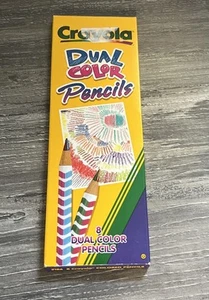 Crayola
DUAL
COLOR
Pencils
8
DUAL COLOR
PENCILS